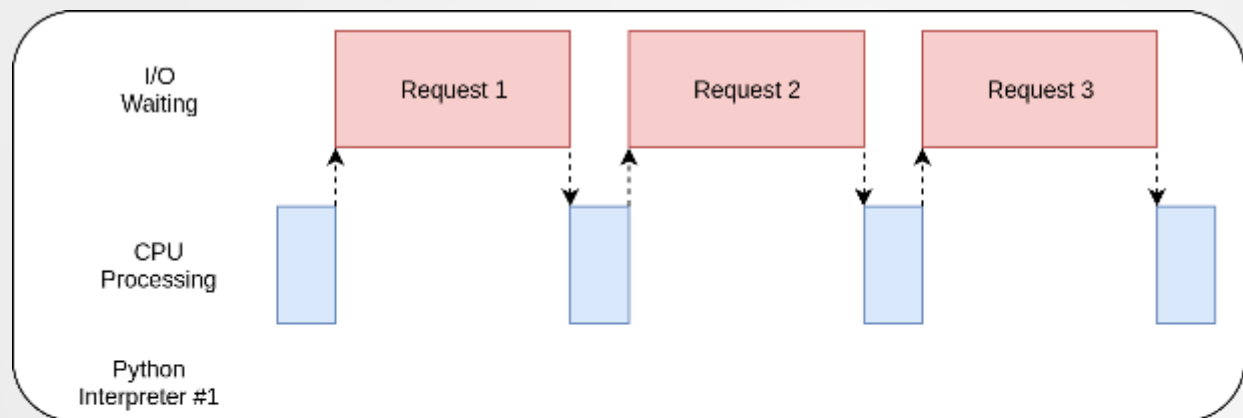 I/O
Waiting
Request 1
Request 2
Request 3
CPU
Processing
Python
Interpreter #1